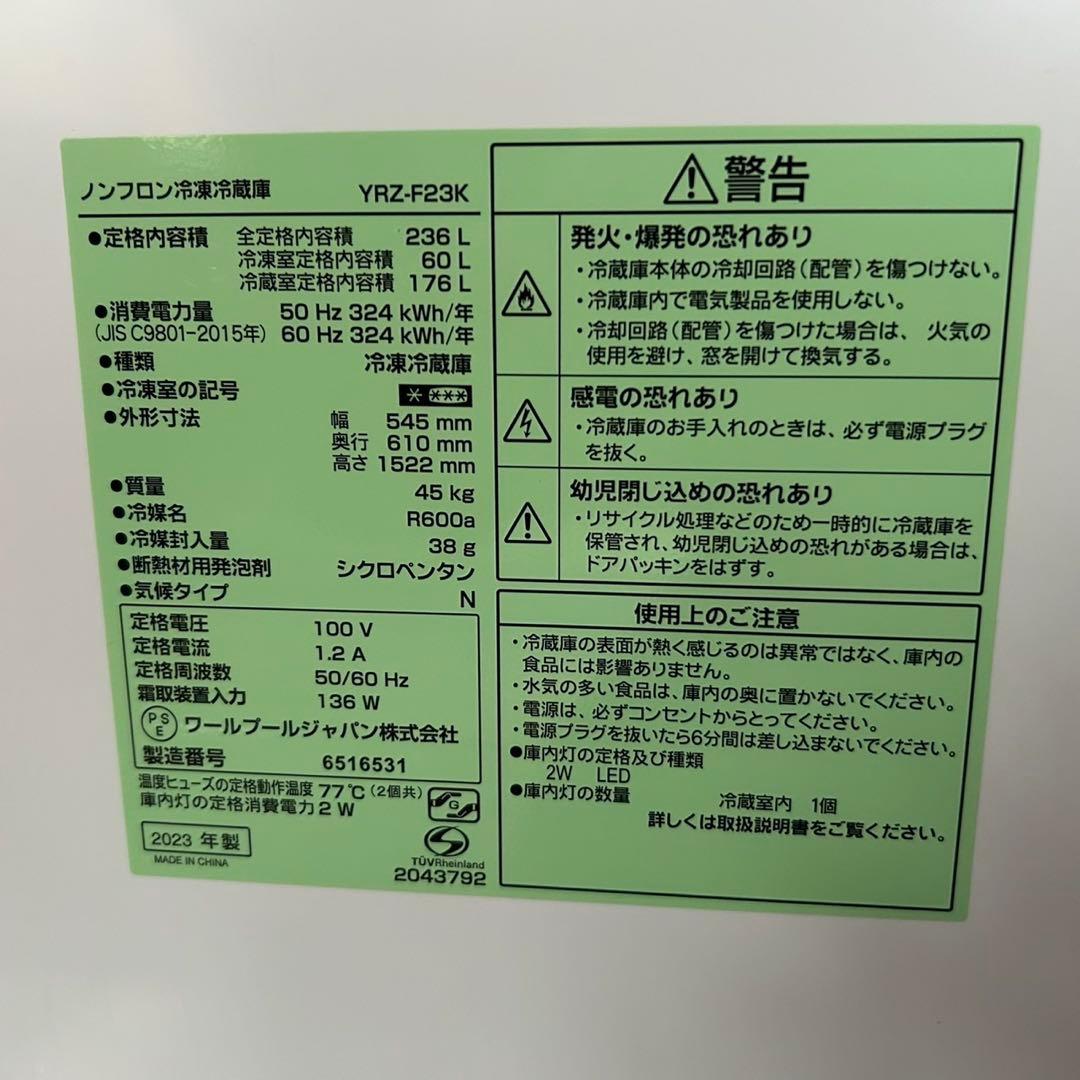 ノンフロン冷凍冷蔵庫 YRZ-F23K
●定格内容積 全定格内容積 236 L
冷凍室定格内容積 60 L
冷蔵室定格内容積 176 L
●消費電力量 50 Hz 324 kWh/年
(JIS C9801-2015年) 60 Hz 324 kWh/年
●種類 冷凍冷蔵庫
●冷凍室の記号 * ***
●外形寸法 幅 545 mm
奥行 610 mm
高さ 1522 mm
●質量 45 kg
●冷媒名 R600a
●冷媒封入量 38 g
●断熱材用発泡剤 シクロペンタン
●気候タイプ N
定格電圧 100 V
定格電流 1.2 A
定格周波数 50/60 Hz
霜取装置入力 136 W
PSE ワールプールジャパン株式会社
製造番号 6516531
温度ヒューズの定格動作温度 77℃(2個共)
庫内灯の定格消費電力 2 W
G
2023 年製
MADE IN CHINA
TÜVRheinland
2043792
⚠警告
発火・爆発の恐れあり
・冷蔵庫本体の冷却回路(配管)を傷つけない。
・冷蔵庫内で電気製品を使用しない。
・冷却回路(配管)を傷つけた場合は、火気の
使用を避け、窓を開けて換気する。
感電の恐れあり
・冷蔵庫のお手入れのときは、必ず電源プラグ
を抜く。
幼児閉じ込めの恐れあり
・リサイクル処理などのため一時的に冷蔵庫を
保管され、幼児閉じ込めの恐れがある場合は、
ドアパッキンをはずす。
使用上のご注意
・冷蔵庫の表面が熱く感じるのは異常ではなく、庫内の
食品には影響ありません。
・水気の多い食品は、庫内の奥に置かないでください。
・電源は、必ずコンセントからとってください。
・電源プラグを抜いたら6分間は差し込まないでください。
●庫内灯の定格及び種類
2W LED
●庫内灯の数量 冷蔵室内 1個
詳しくは取扱説明書をご覧ください。